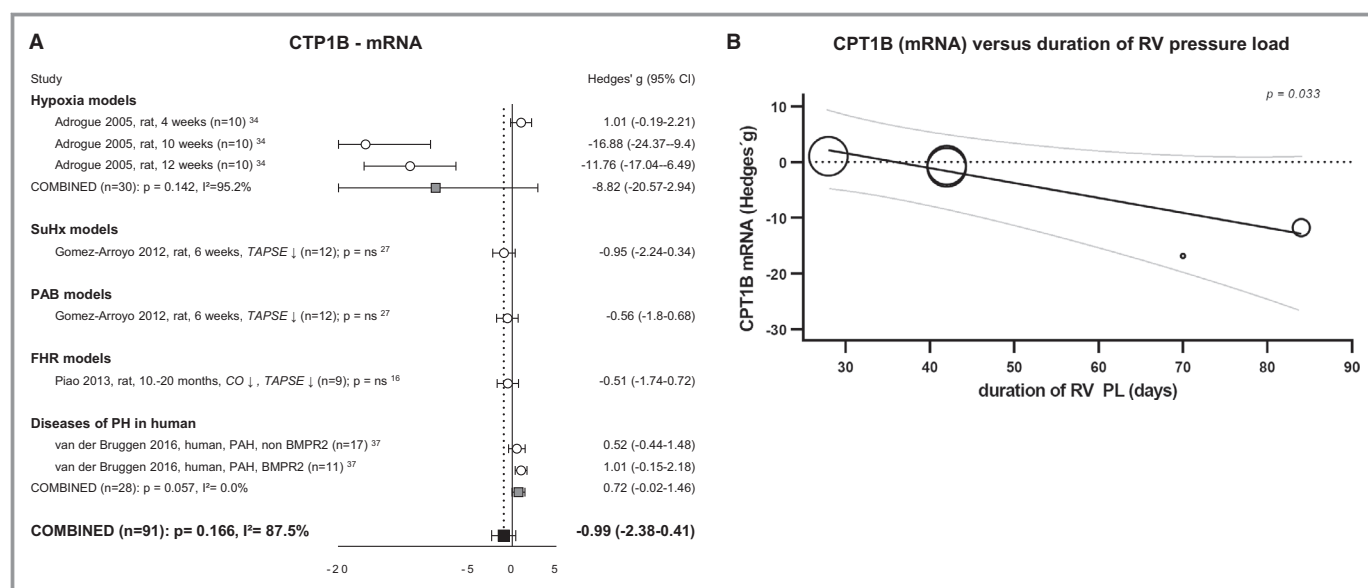 A
CTP1B - mRNA
Study Hedges' g (95% CI)
Hypoxia models
Adrogue 2005, rat, 4 weeks (n=10) 34 1.01 (-0.19-2.21)
Adrogue 2005, rat, 10 weeks (n=10) 34 -16.88 (-24.37--9.4)
Adrogue 2005, rat, 12 weeks (n=10) 34 -11.76 (-17.04--6.49)
COMBINED (n=30): p = 0.142, I²=95.2% -8.82 (-20.57-2.94)
SuHx models
Gomez-Arroyo 2012, rat, 6 weeks, TAPSE ↓ (n=12); p = ns 27 -0.95 (-2.24-0.34)
PAB models
Gomez-Arroyo 2012, rat, 6 weeks, TAPSE ↓ (n=12); p = ns 27 -0.56 (-1.8-0.68)
FHR models
Piao 2013, rat, 10.-20 months, CO ↓ , TAPSE ↓ (n=9); p = ns 16 -0.51 (-1.74-0.72)
Diseases of PH in human
van der Bruggen 2016, human, PAH, non BMPR2 (n=17) 37 0.52 (-0.44-1.48)
van der Bruggen 2016, human, PAH, BMPR2 (n=11) 37 1.01 (-0.15-2.18)
COMBINED (n=28): p = 0.057, I²= 0.0% 0.72 (-0.02-1.46)
COMBINED (n=91): p= 0.166, I²= 87.5% -0.99 (-2.38-0.41)
-20 -5 0 5
B
CPT1B (mRNA) versus duration of RV pressure load
p = 0.033
CPT1B mRNA (Hedges´g)
10
0
-10
-20
-30
30 40 50 60 70 80 90
duration of RV PL (days)